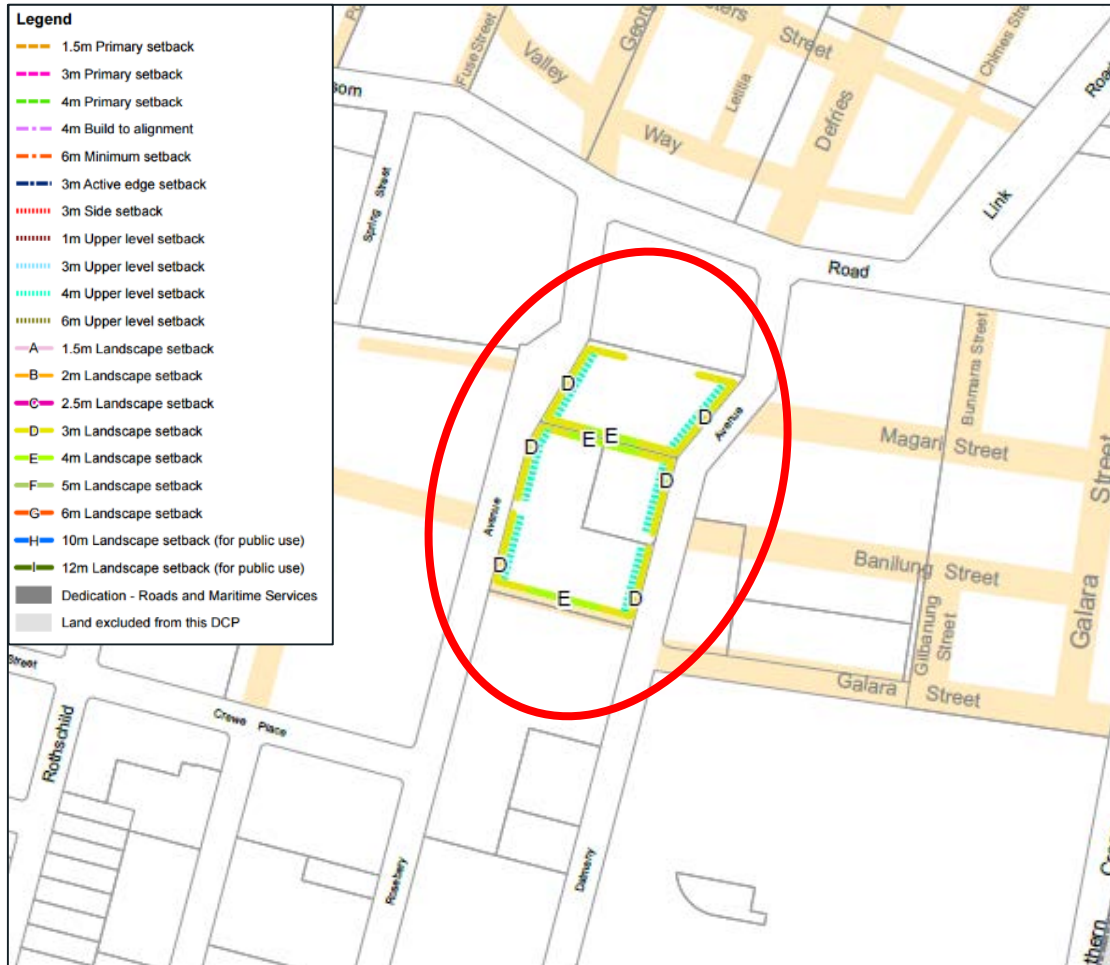 Legend
1.5m Primary setback
3m Primary setback
4m Primary setback
4m Build to alignment
6m Minimum setback
3m Active edge setback
3m Side setback
1m Upper level setback
3m Upper level setback
4m Upper level setback
6m Upper level setback
A 1.5m Landscape setback
B 2m Landscape setback
C 2.5m Landscape setback
D 3m Landscape setback
E 4m Landscape setback
F 5m Landscape setback
G 6m Landscape setback
H 10m Landscape setback (for public use)
I 12m Landscape setback (for public use)
Dedication - Roads and Maritime Services
Land excluded from this DCP
Fuse Street
Valley
Way
Street
Letitia
Defries
Link
Road
Spring Street
Road
D
D
E E
D
D
Avenue
Avenue
D
D
E
Bunmarra Street
Magari Street
Banilung Street
Gilbanung Street
Galara Street
Galara Street
Street
Crewe Place
Rothschild
Rosebery
Dalmeny